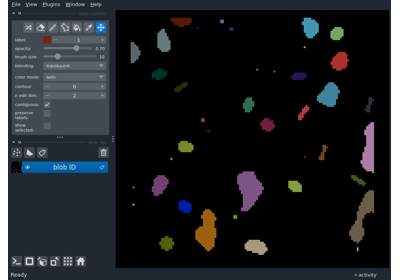 File View Plugins Window Help
label: 1
opacity: 0.70
brush size: 10
blending: translucent
color mode: auto
contour: 0
n edit dim: 2
contiguous:
preserve labels:
show selected:
blob ID
Ready
activity